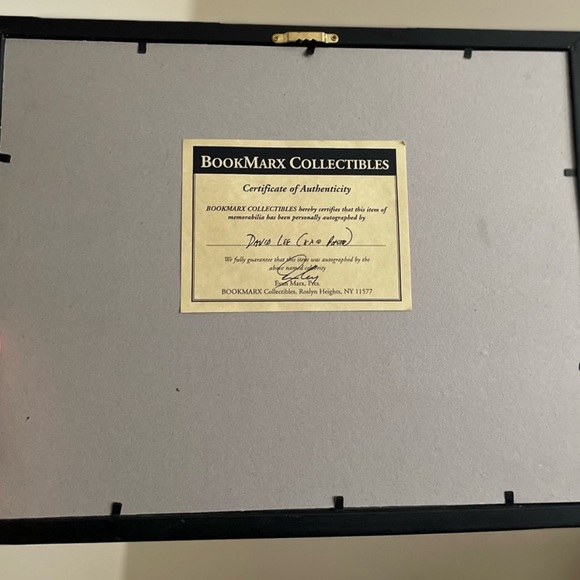 BOOKMARX COLLECTIBLES
Certificate of Authenticity
BOOKMARX COLLECTIBLES hereby certifies that this item of
memorabilia has been personally autographed by
DAVID LEE
We fully guarantee that this item was autographed by the
above named celebrity
Evan Marx, Pres.
BOOKMARX Collectibles, Roslyn Heights, NY 11577